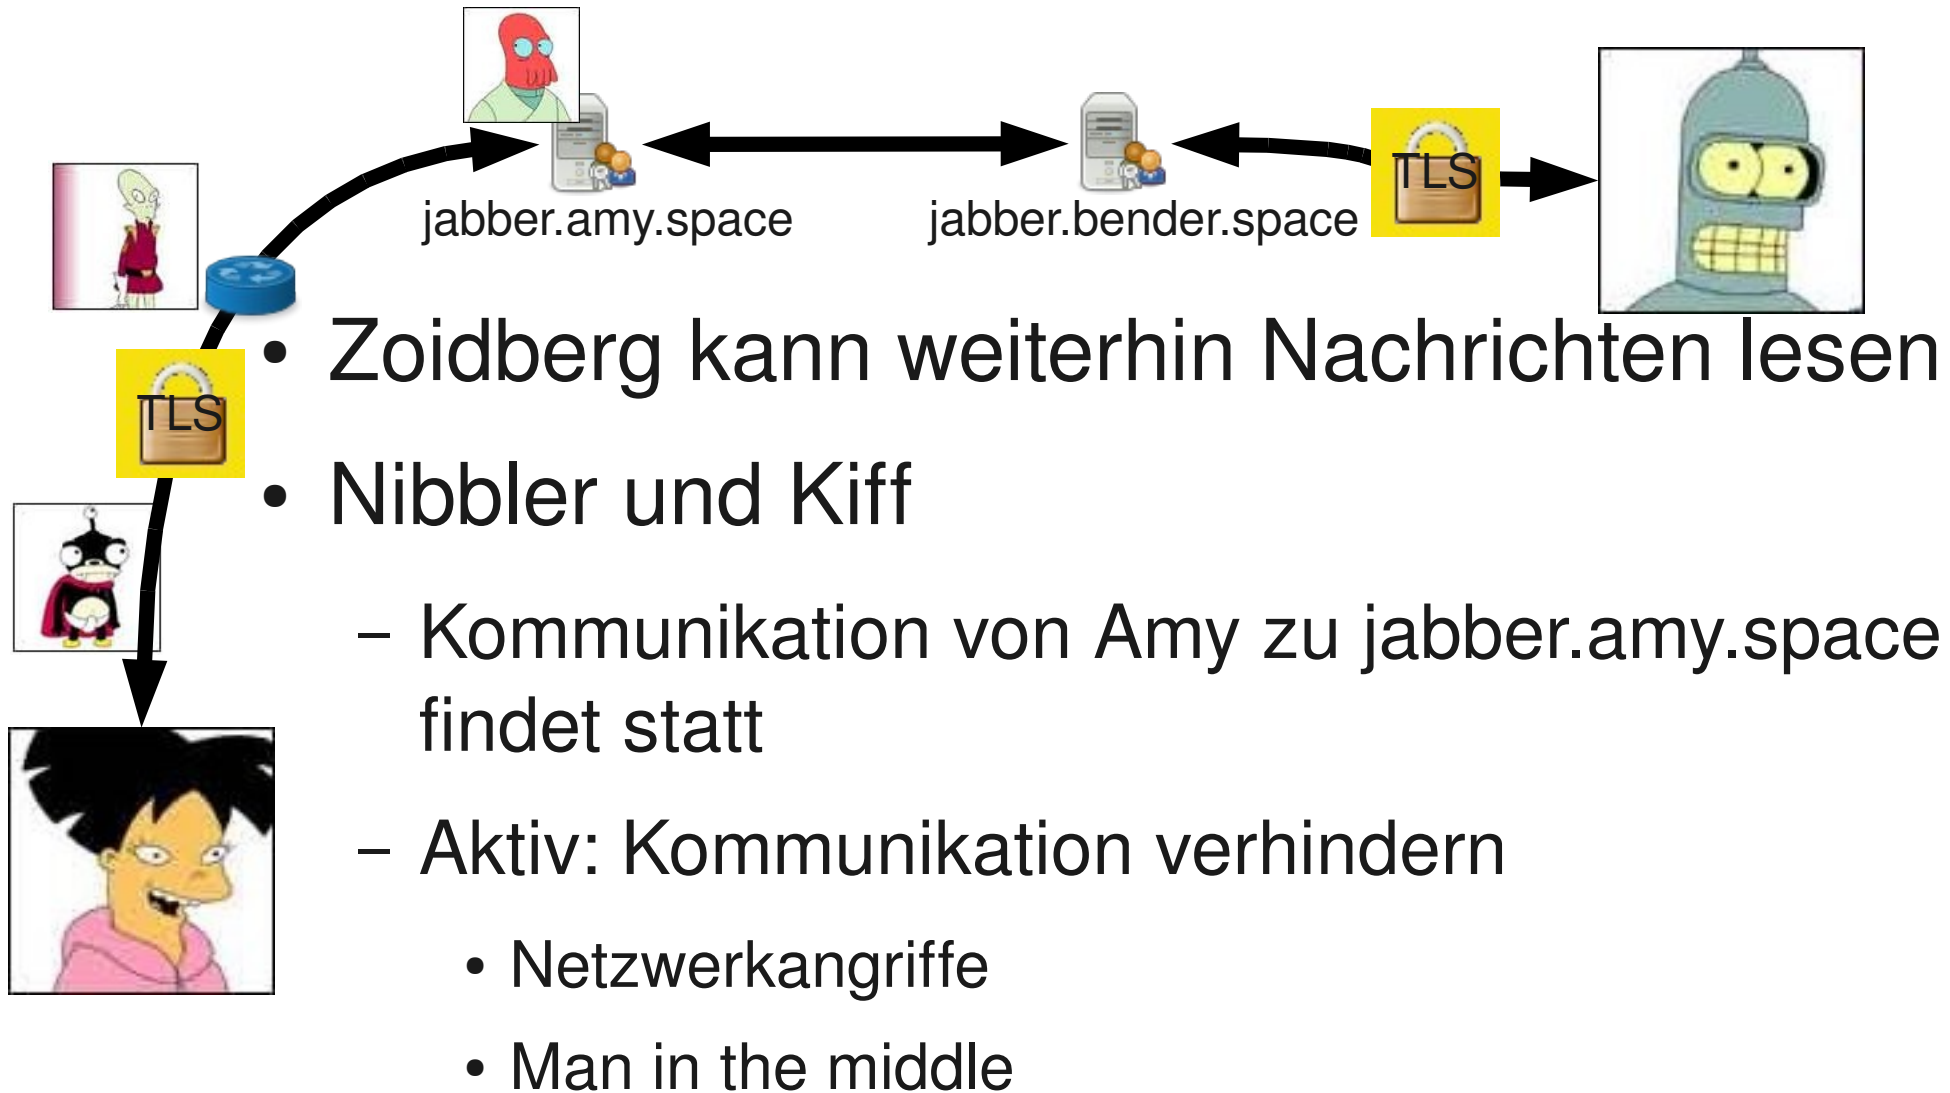 TLS
jabber.amy.space
jabber.bender.space
• Zoidberg kann weiterhin Nachrichten lesen
TLS
• Nibbler und Kiff
– Kommunikation von Amy zu jabber.amy.space
findet statt
– Aktiv: Kommunikation verhindern
• Netzwerkangriffe
• Man in the middle